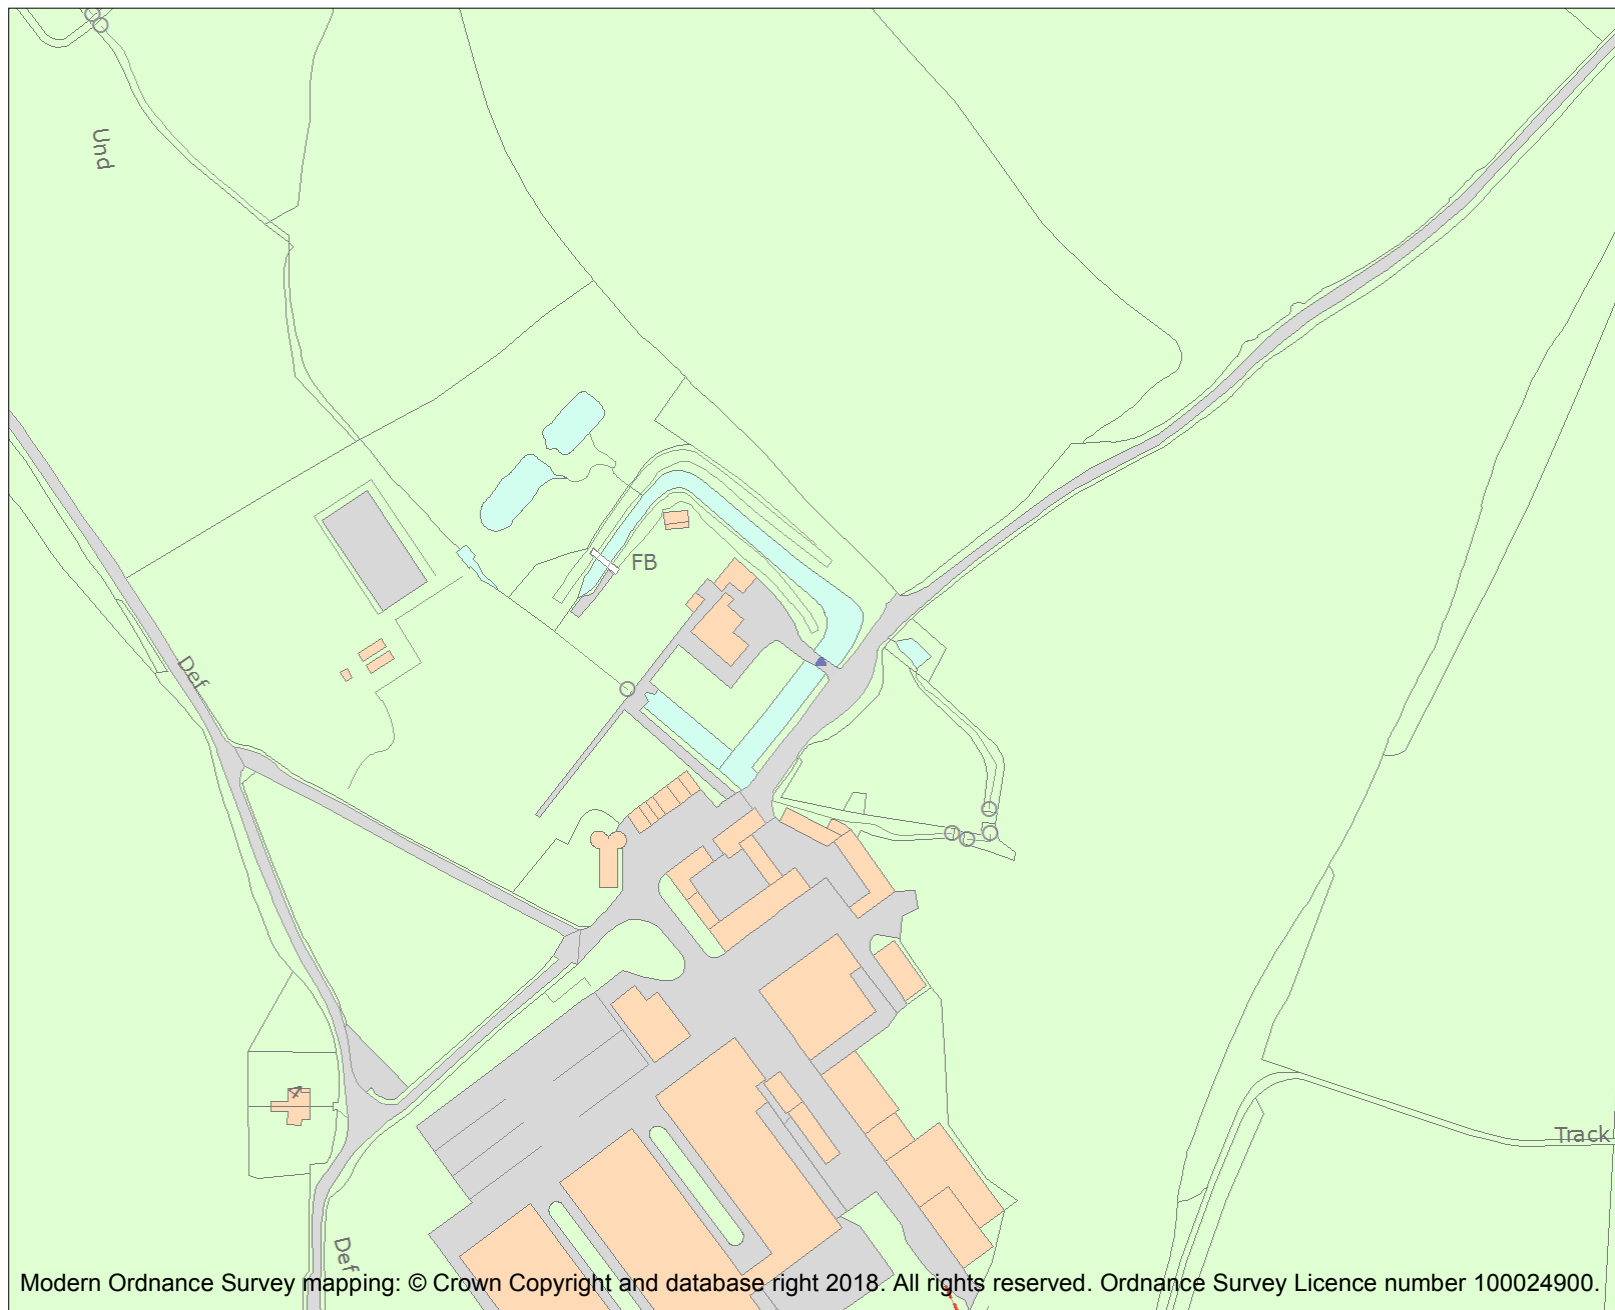 Und
FB
Def
4
Track
Def
Modern Ordnance Survey mapping: © Crown Copyright and database right 2018. All rights reserved. Ordnance Survey Licence number 100024900.